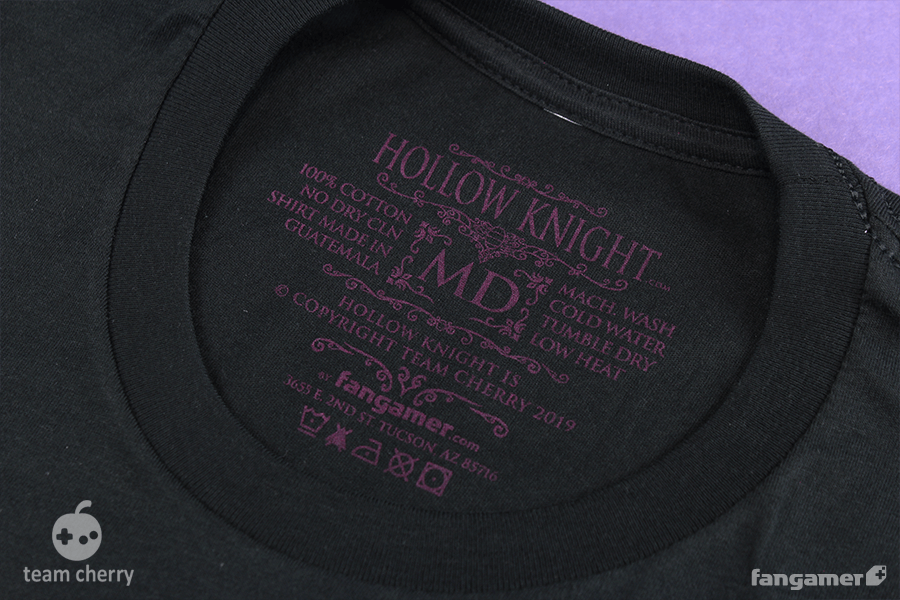 HOLLOW KNIGHT
.COM
100% COTTON
NO DRY CLN
SHIRT MADE IN
GUATEMALA
MD
MACH. WASH
COLD WATER
TUMBLE DRY
LOW HEAT
HOLLOW KNIGHT IS
© COPYRIGHT TEAM CHERRY 2019
BY fangamer.com
3655 E 2ND ST, TUCSON, AZ 85716
team cherry
fangamer